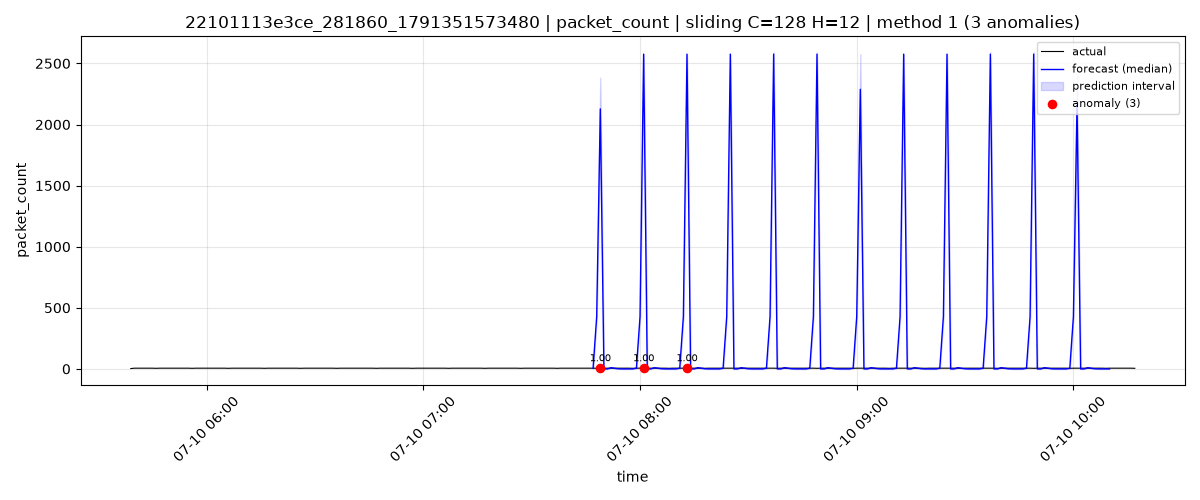 22101113e3ce_281860_1791351573480 | packet_count | sliding C=128 H=12 | method 1 (3 anomalies)
packet_count
2500
2000
1500
1000
500
0
actual
forecast (median)
prediction interval
anomaly (3)
1.00
1.00
1.00
07-10 06:00
07-10 07:00
07-10 08:00
07-10 09:00
07-10 10:00
time